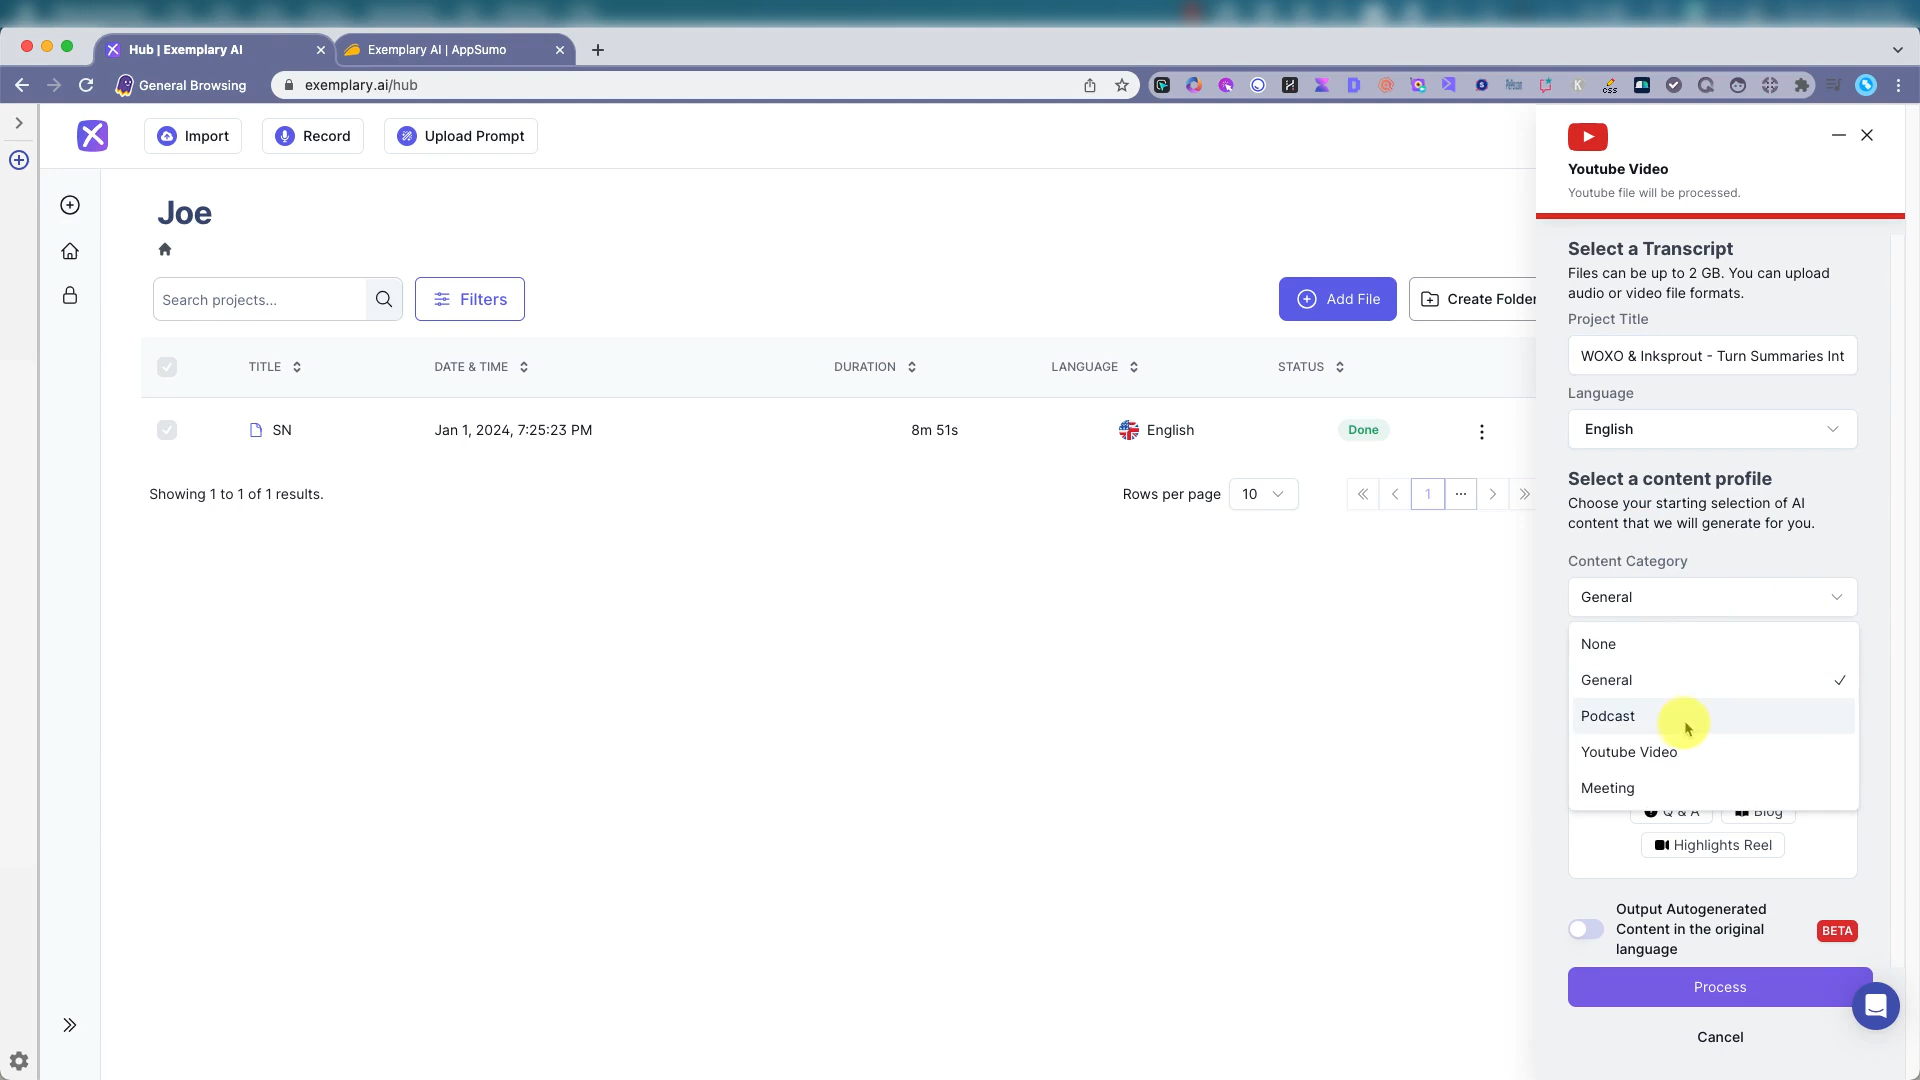 Hub | Exemplary AI
Exemplary AI | AppSumo
General Browsing
exemplary.ai/hub
Import
Record
Upload Prompt
Joe
Search projects...
Filters
Add File
Create Folder
TITLE
DATE & TIME
DURATION
LANGUAGE
STATUS
SN
Jan 1, 2024, 7:25:23 PM
8m 51s
English
Done
Showing 1 to 1 of 1 results.
Rows per page
10
1
Youtube Video
Youtube file will be processed.
Select a Transcript
Files can be up to 2 GB. You can upload
audio or video file formats.
Project Title
WOXO & Inksprout - Turn Summaries Int
Language
English
Select a content profile
Choose your starting selection of AI
content that we will generate for you.
Content Category
General
None
General
Podcast
Youtube Video
Meeting
Q & A
Blog
Highlights Reel
Output Autogenerated
Content in the original
language
BETA
Process
Cancel